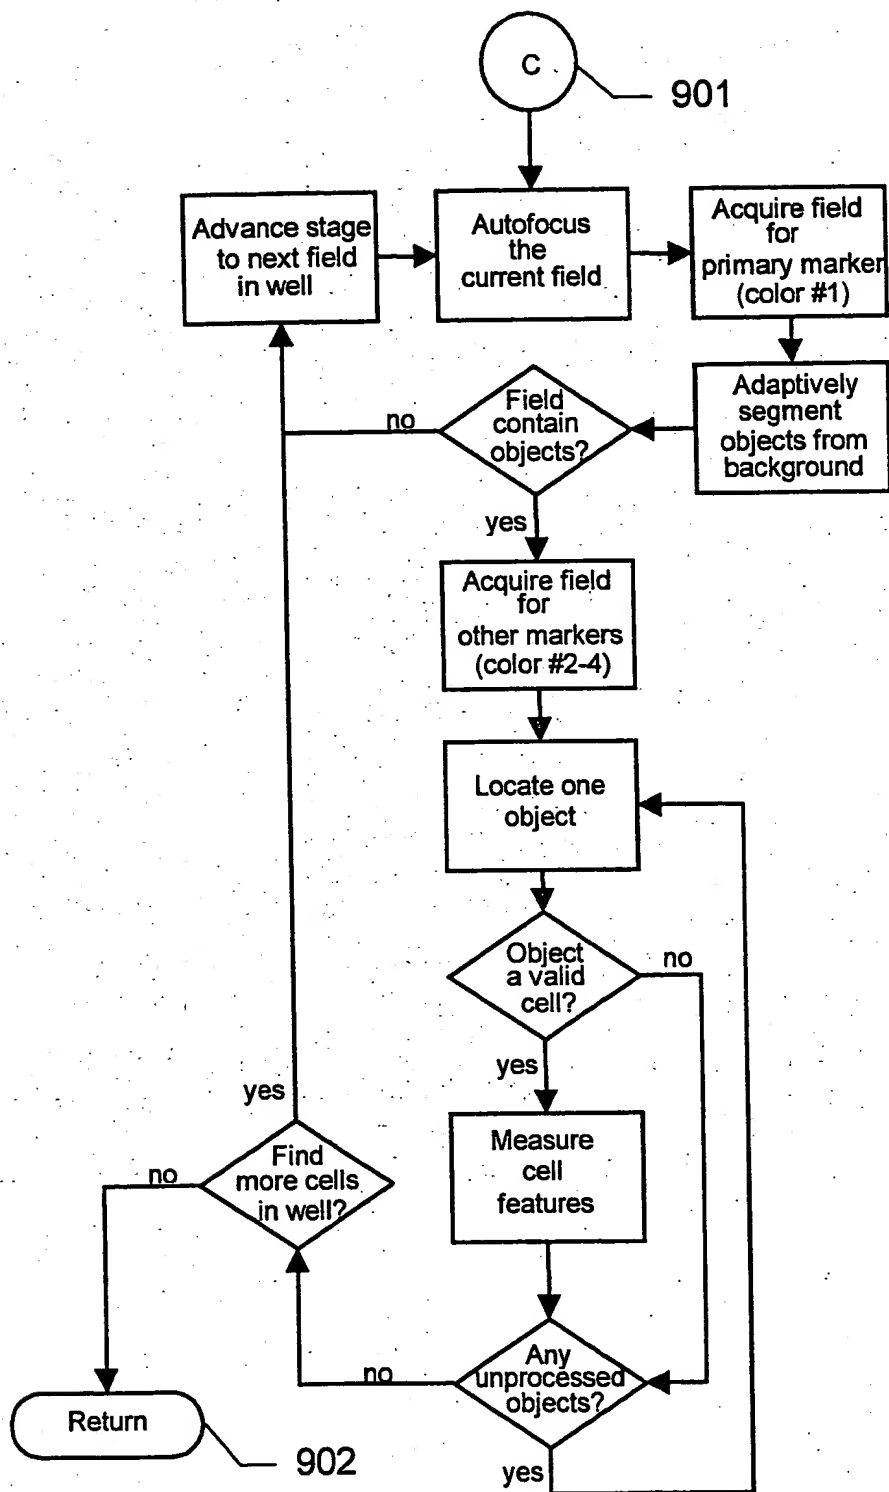 C
901
Advance stage
to next field
in well
Autofocus
the
current field
Acquire field
for
primary marker
(color #1)
Adaptively
segment
objects from
background
Field
contain
objects?
no
yes
Acquire field
for
other markers
(color #2-4)
Locate one
object
Object
a valid
cell?
no
yes
Measure
cell
features
Any
unprocessed
objects?
no
yes
Find
more cells
in well?
yes
no
Return
902